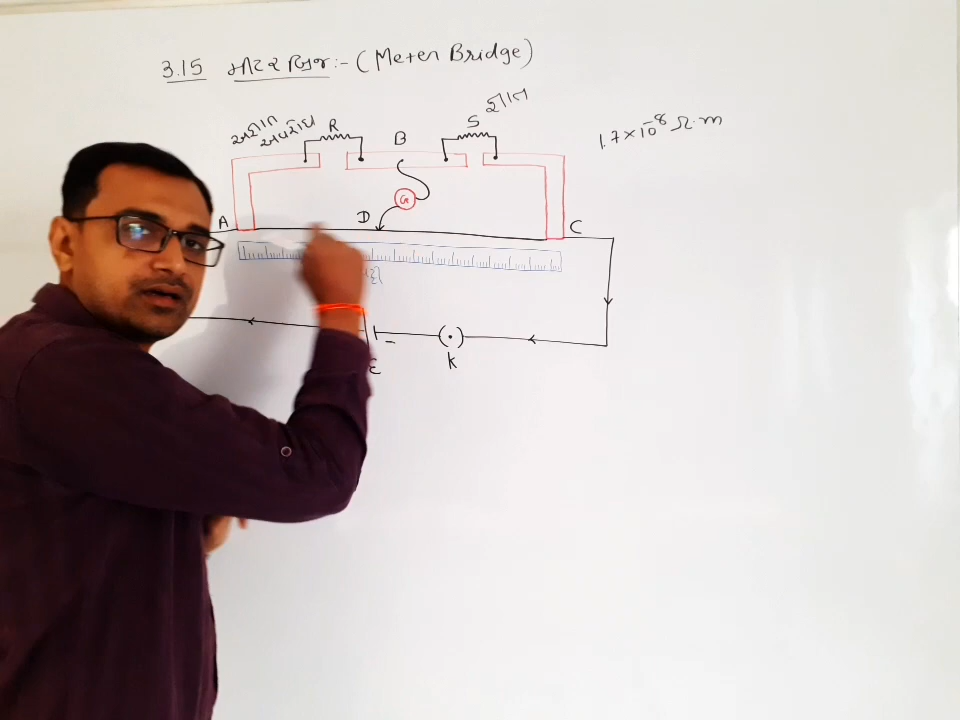 3.15 મીટર બ્રિજ :- (Meter Bridge)
અજ્ઞાત
અવરોધ R
B
S જ્ઞાત
1.7 × 10⁻⁸ Ω·m
G
A D C
ε K